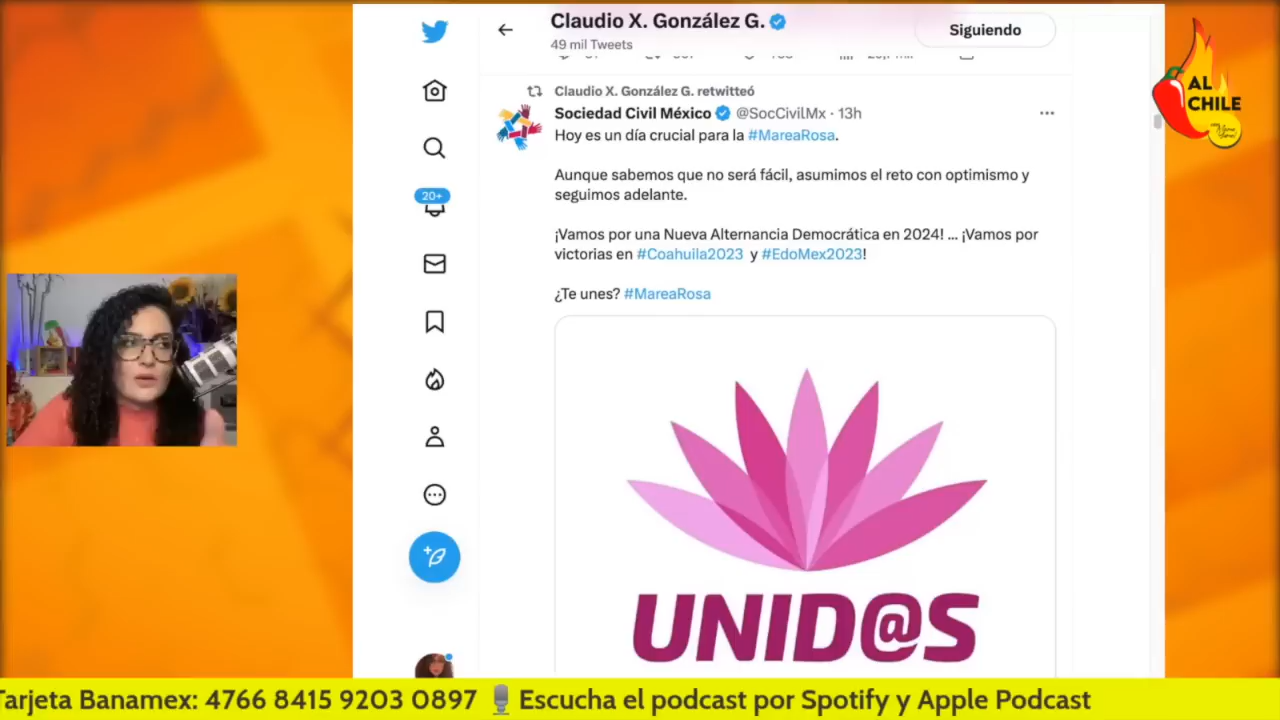 Claudio X. González G.
49 mil Tweets
Siguiendo
Claudio X. González G. retwitteó
Sociedad Civil México @SocCivilMx · 13h
Hoy es un día crucial para la #MareaRosa.
Aunque sabemos que no será fácil, asumimos el reto con optimismo y
seguimos adelante.
¡Vamos por una Nueva Alternancia Democrática en 2024! ... ¡Vamos por
victorias en #Coahuila2023 y #EdoMex2023!
¿Te unes? #MareaRosa
20+
UNID@S
AL
CHILE
Tarjeta Banamex: 4766 8415 9203 0897 Escucha el podcast por Spotify y Apple Podcast